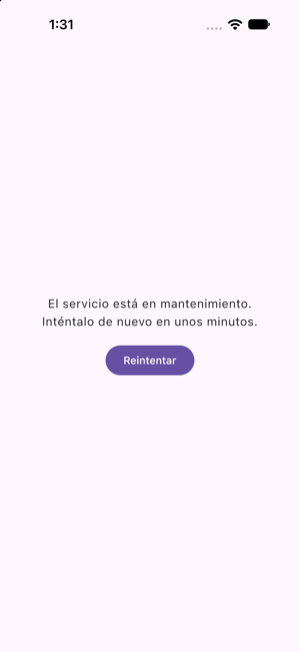 1:31
El servicio está en mantenimiento.
Inténtalo de nuevo en unos minutos.
Reintentar